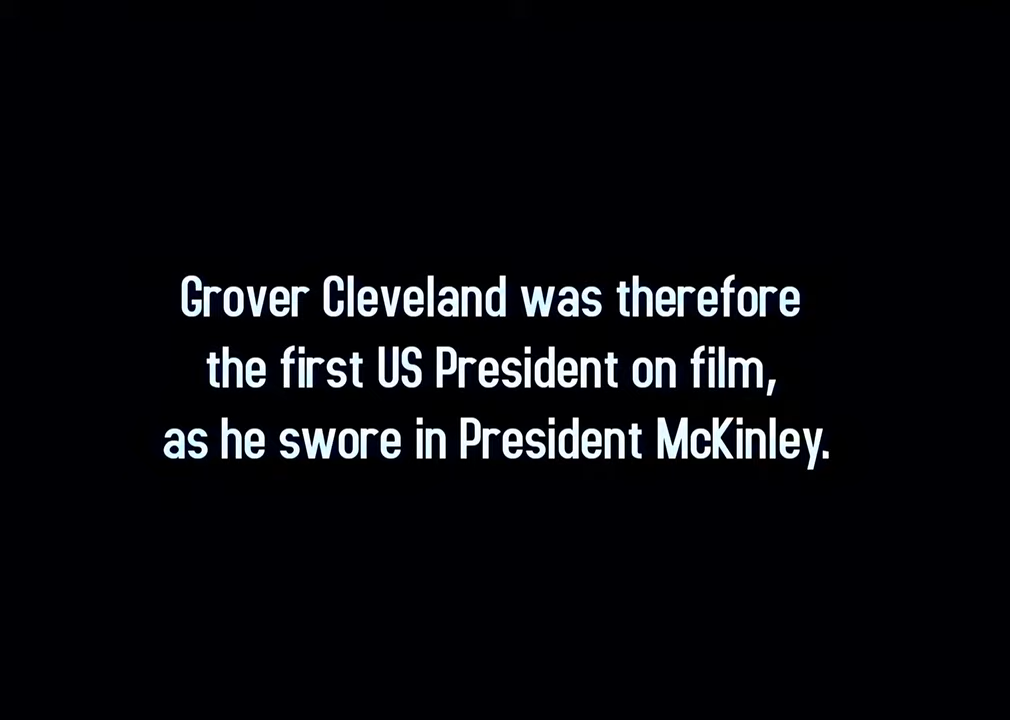 Grover Cleveland was therefore
the first US President on film,
as he swore in President McKinley.